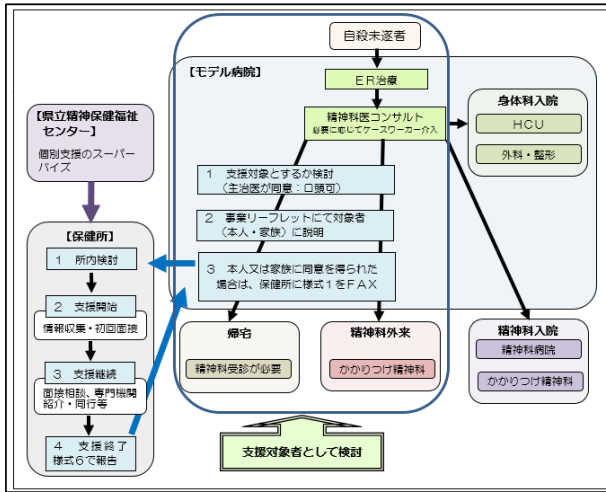 自殺未遂者
【モデル病院】
ER治療
精神科医コンサルト
必要に応じてケースワーカー介入
身体科入院
HCU
外科・整形
【県立精神保健福祉
センター】
個別支援のスーパー
バイズ
1 支援対象とするか検討
（主治医が同意：口頭可）
2 事業リーフレットにて対象者
（本人・家族）に説明
3 本人又は家族に同意を得られた
場合は、保健所に様式1をFAX
【保健所】
1 所内検討
2 支援開始
情報収集・初回面接
3 支援継続
面接相談、専門機関
紹介・同行等
4 支援終了
様式6で報告
帰宅
精神科受診が必要
精神科外来
かかりつけ精神科
精神科入院
精神科病院
かかりつけ精神科
支援対象者として検討